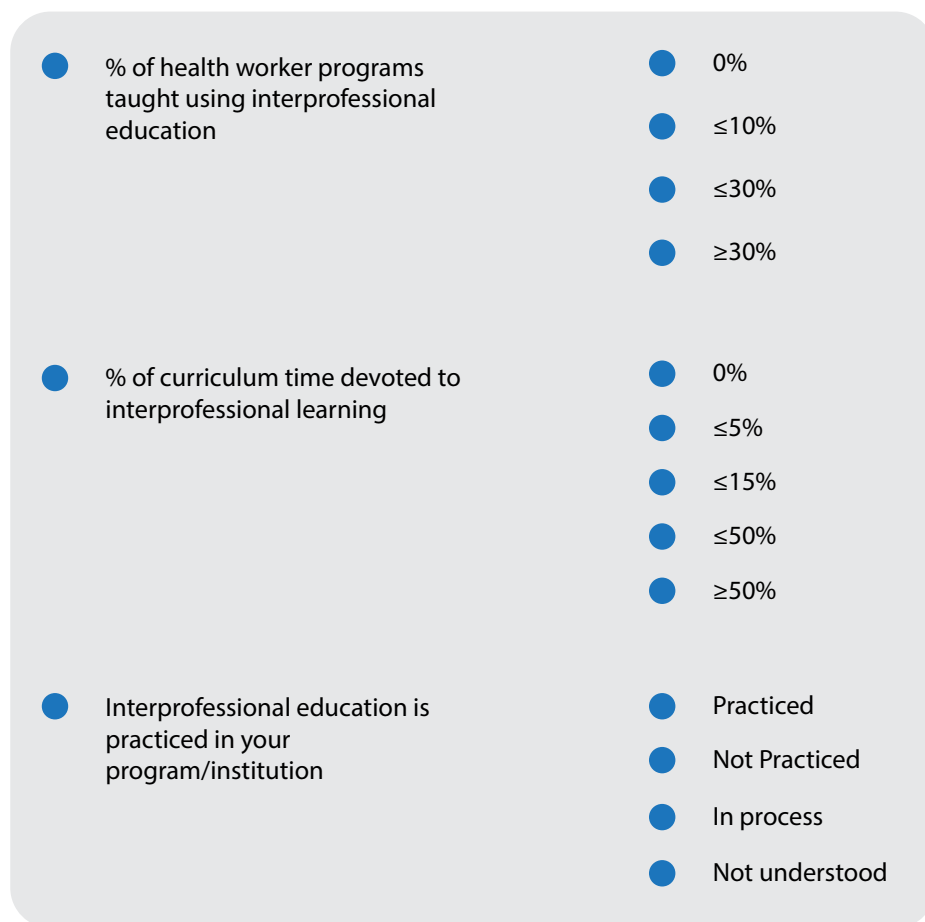 % of health worker programs
taught using interprofessional
education
0%
≤10%
≤30%
≥30%
% of curriculum time devoted to
interprofessional learning
0%
≤5%
≤15%
≤50%
≥50%
Interprofessional education is
practiced in your
program/institution
Practiced
Not Practiced
In process
Not understood